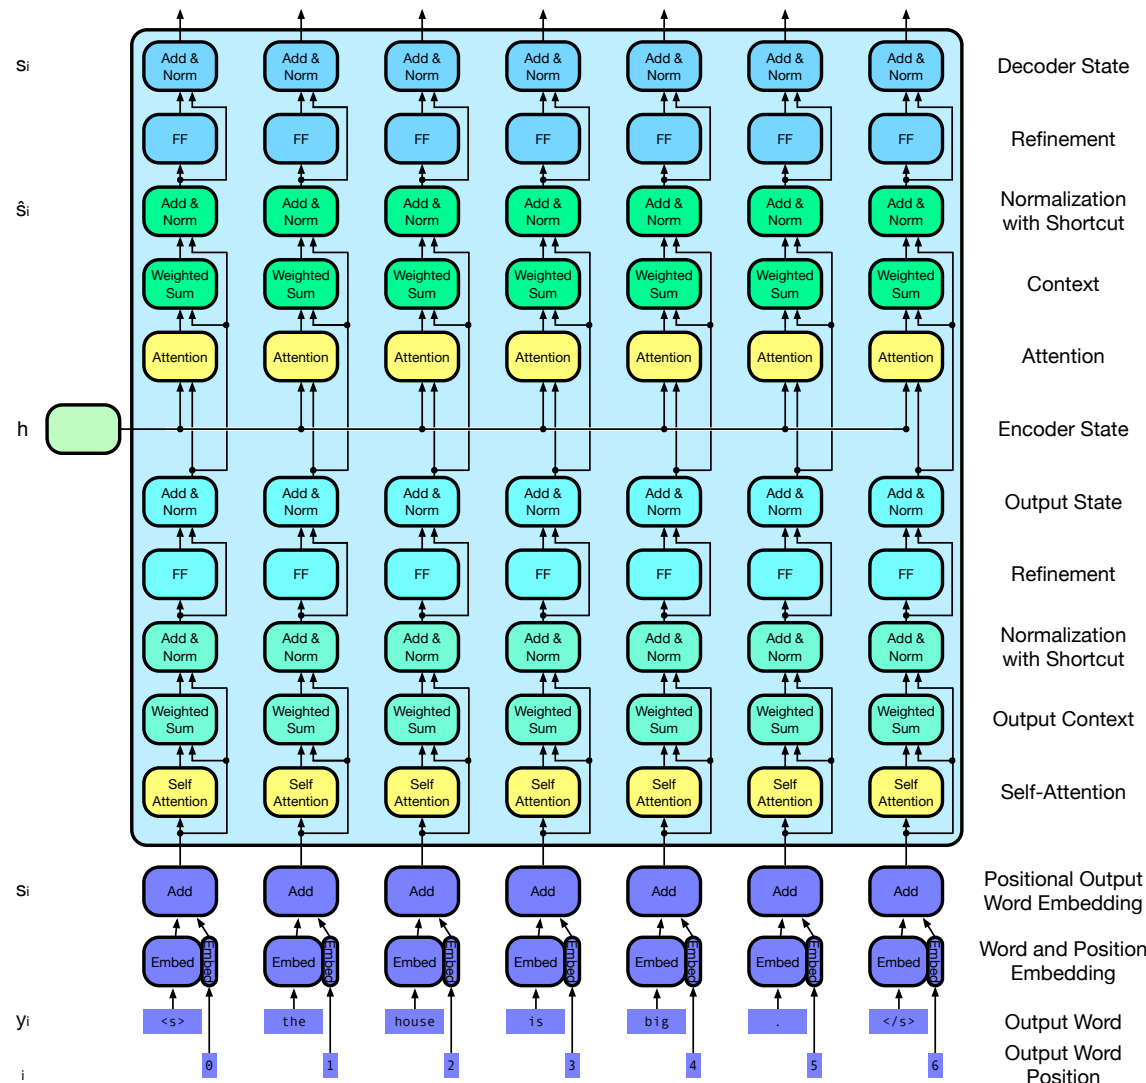 si Add & Norm Add & Norm Add & Norm Add & Norm Add & Norm Add & Norm Add & Norm Decoder State
FF FF FF FF FF FF FF Refinement
ŝi Add & Norm Add & Norm Add & Norm Add & Norm Add & Norm Add & Norm Add & Norm Normalization with Shortcut
Weighted Sum Weighted Sum Weighted Sum Weighted Sum Weighted Sum Weighted Sum Weighted Sum Context
Attention Attention Attention Attention Attention Attention Attention Attention
h Encoder State
Add & Norm Add & Norm Add & Norm Add & Norm Add & Norm Add & Norm Add & Norm Output State
FF FF FF FF FF FF FF Refinement
Add & Norm Add & Norm Add & Norm Add & Norm Add & Norm Add & Norm Add & Norm Normalization with Shortcut
Weighted Sum Weighted Sum Weighted Sum Weighted Sum Weighted Sum Weighted Sum Weighted Sum Output Context
Self Attention Self Attention Self Attention Self Attention Self Attention Self Attention Self Attention Self-Attention
si Add Add Add Add Add Add Add Positional Output Word Embedding
Embed Embed Embed Embed Embed Embed Embed Embed Embed Embed Embed Embed Embed Embed Word and Position Embedding
yi <s> the house is big . </s> Output Word
i 0 1 2 3 4 5 6 Output Word Position